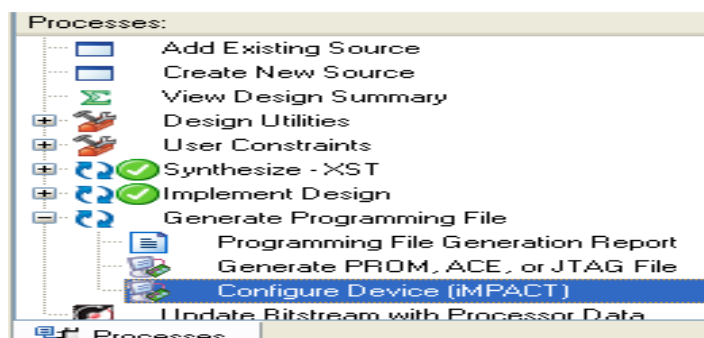 Processes:
Add Existing Source
Create New Source
View Design Summary
Design Utilities
User Constraints
Synthesize - XST
Implement Design
Generate Programming File
Programming File Generation Report
Generate PROM, ACE, or JTAG File
Configure Device (iMPACT)
Update Bitstream with Processor Data
Processes